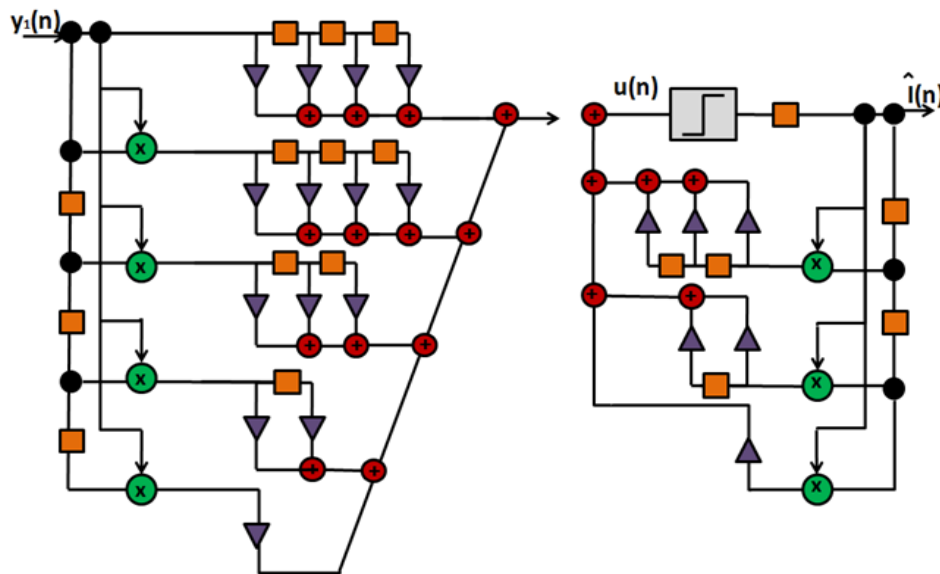 y₁(n)
u(n)
Î(n)
+ + + +
x
+ + +
+ + +
x
+
x
+ + +
+
x
+ +
x
+ +
x
x